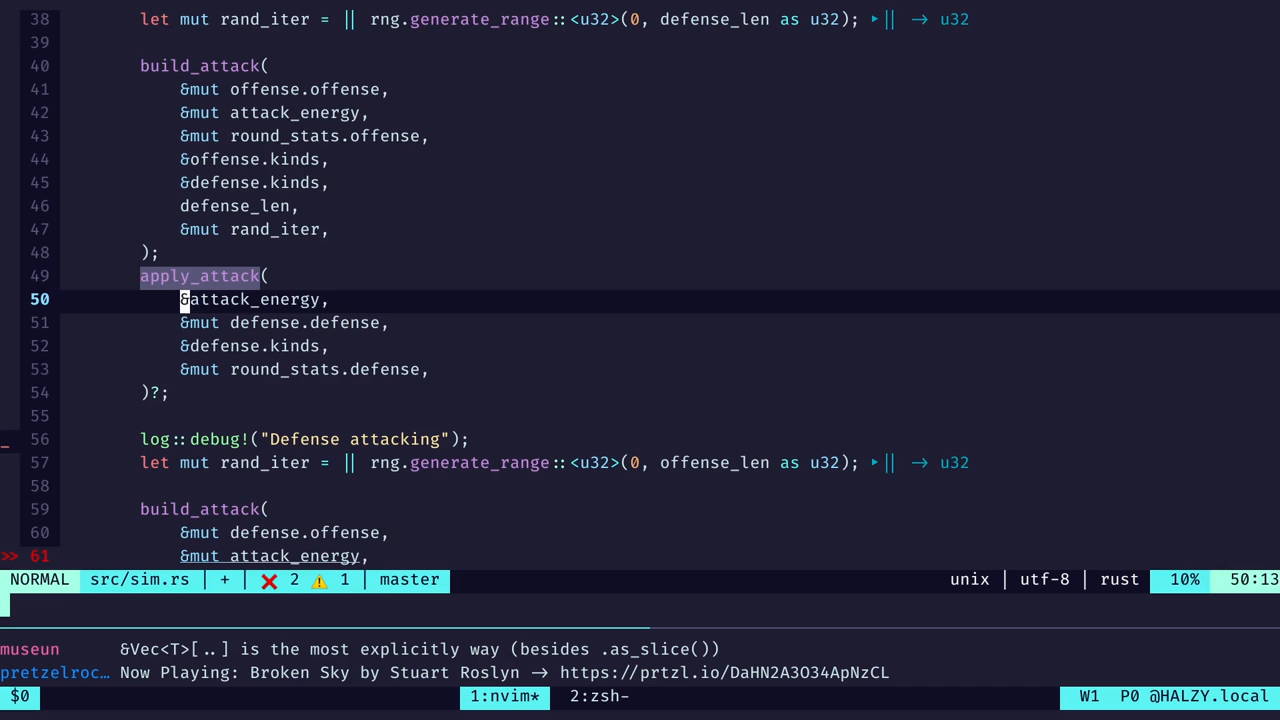 38 let mut rand_iter = || rng.generate_range::<u32>(0, defense_len as u32); ‣|| → u32
39
40 build_attack(
41 &mut offense.offense,
42 &mut attack_energy,
43 &mut round_stats.offense,
44 &offense.kinds,
45 &defense.kinds,
46 defense_len,
47 &mut rand_iter,
48 );
49 apply_attack(
50 &attack_energy,
51 &mut defense.defense,
52 &defense.kinds,
53 &mut round_stats.defense,
54 )?;
55
_ 56 log::debug!("Defense attacking");
57 let mut rand_iter = || rng.generate_range::<u32>(0, offense_len as u32); ‣|| → u32
58
59 build_attack(
60 &mut defense.offense,
>> 61 &mut attack_energy,
NORMAL src/sim.rs | + | ❌ 2 ⚠️ 1 | master unix | utf-8 | rust 10% 50:13
museun &Vec<T>[..] is the most explicitly way (besides .as_slice())
pretzelroc… Now Playing: Broken Sky by Stuart Roslyn → https://prtzl.io/DaHN2A3O34ApNzCL
$0 1:nvim* 2:zsh- W1 P0 @HALZY.local